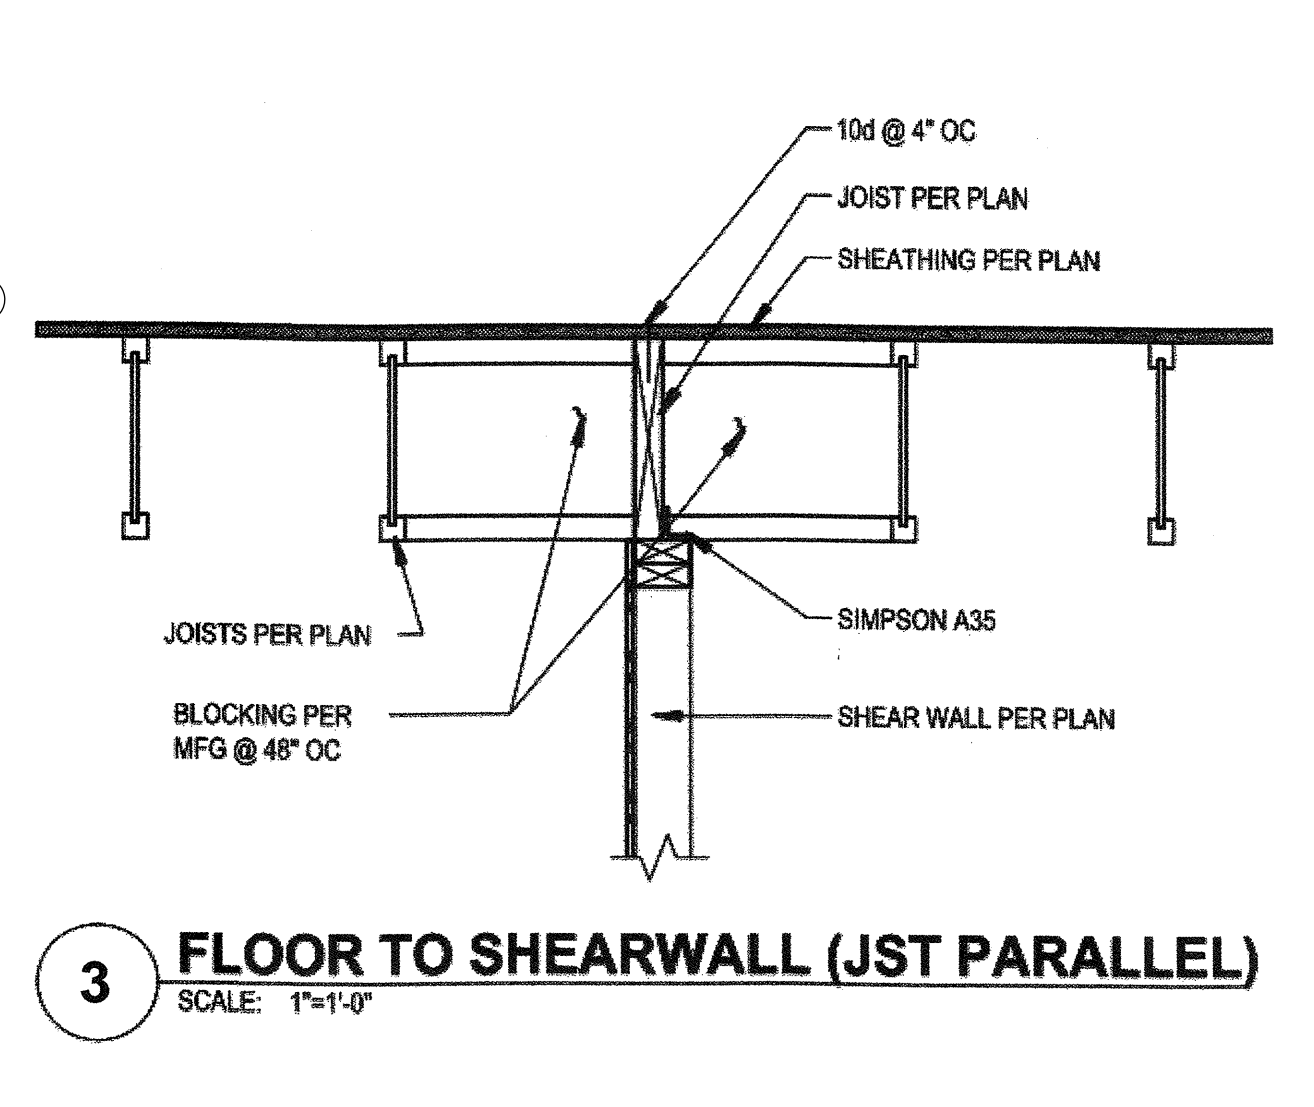 10d @ 4" OC
JOIST PER PLAN
SHEATHING PER PLAN
JOISTS PER PLAN
SIMPSON A35
BLOCKING PER
MFG @ 48" OC
SHEAR WALL PER PLAN
3
FLOOR TO SHEARWALL (JST PARALLEL)
SCALE: 1"=1'-0"